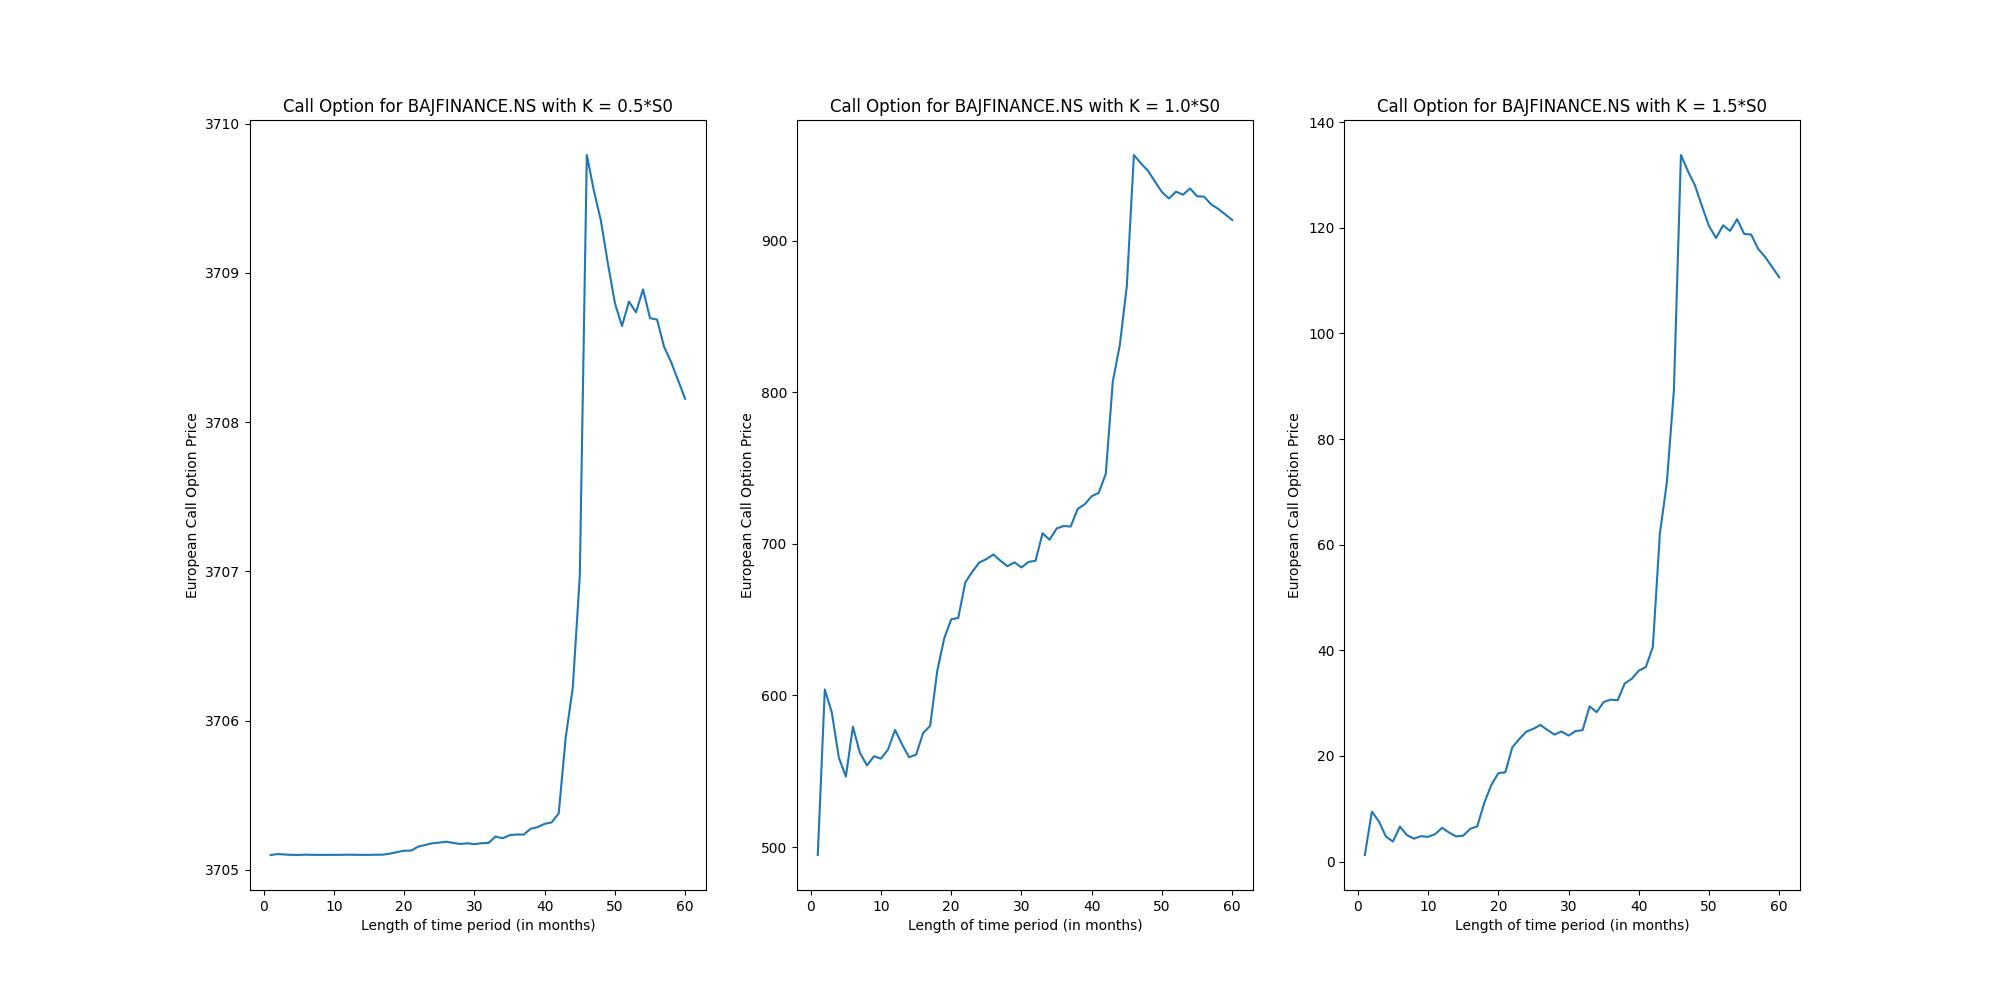 Call Option for BAJFINANCE.NS with K = 0.5*S0
3710
3709
3708
3707
3706
3705
European Call Option Price
0 10 20 30 40 50 60
Length of time period (in months)
Call Option for BAJFINANCE.NS with K = 1.0*S0
900
800
700
600
500
European Call Option Price
0 10 20 30 40 50 60
Length of time period (in months)
Call Option for BAJFINANCE.NS with K = 1.5*S0
140
120
100
80
60
40
20
0
European Call Option Price
0 10 20 30 40 50 60
Length of time period (in months)